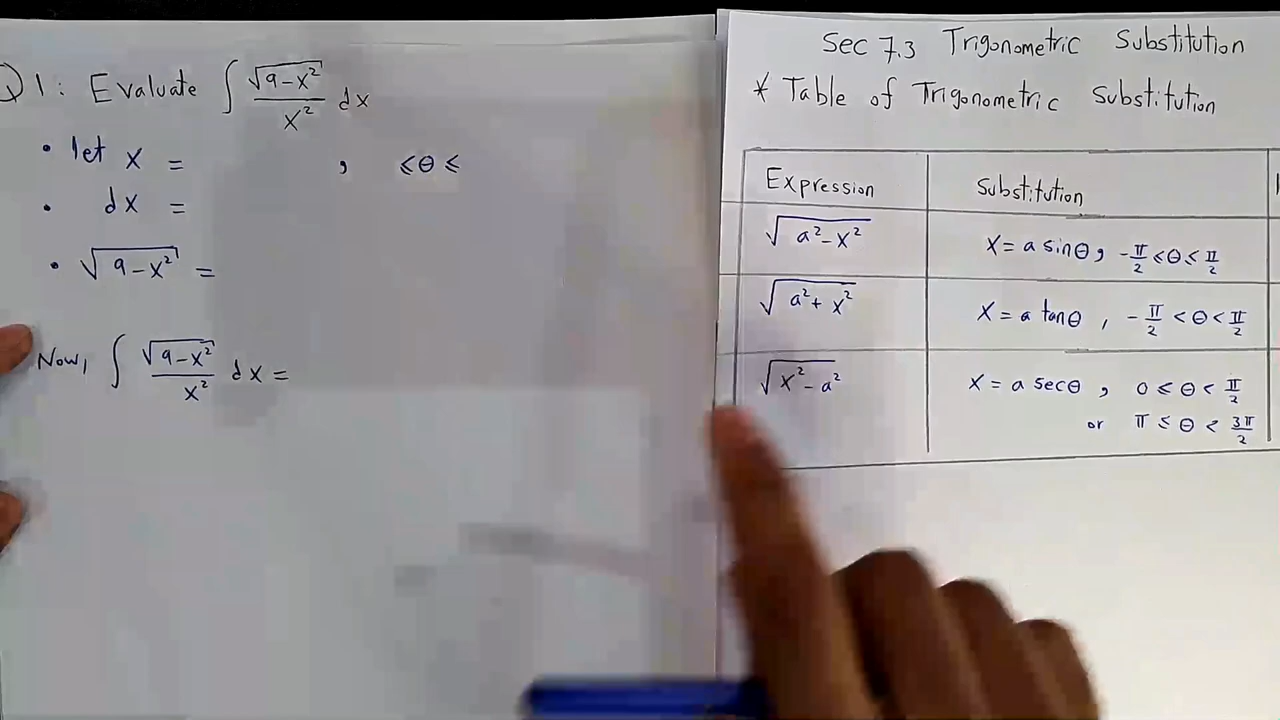 Q1: Evaluate ∫ √(9-x²)/x² dx
• let x = , ≤θ≤
• dx =
• √(9-x²) =
Now, ∫ √(9-x²)/x² dx =
Sec 7.3 Trigonometric Substitution
* Table of Trigonometric Substitution
Expression Substitution
√(a²-x²) x = a sinθ, -π/2 ≤θ≤ π/2
√(a²+x²) x = a tanθ, -π/2 < θ < π/2
√(x²-a²) x = a secθ, 0 ≤ θ < π/2
or π ≤ θ < 3π/2